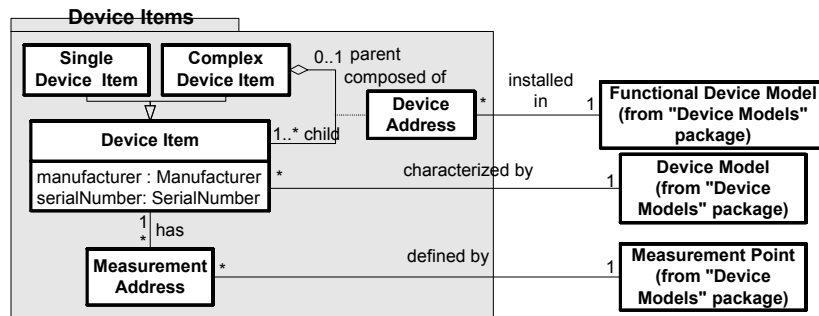 Device Items
Single
Device Item
Complex
Device Item
0..1
parent
composed of
installed
in
Device
Address
*
1
Functional Device Model
(from "Device Models"
package)
Device Item
1..* child
manufacturer : Manufacturer
serialNumber: SerialNumber
*
characterized by
1
Device Model
(from "Device
Models" package)
1
*
has
Measurement
Address
*
defined by
1
Measurement Point
(from "Device
Models" package)